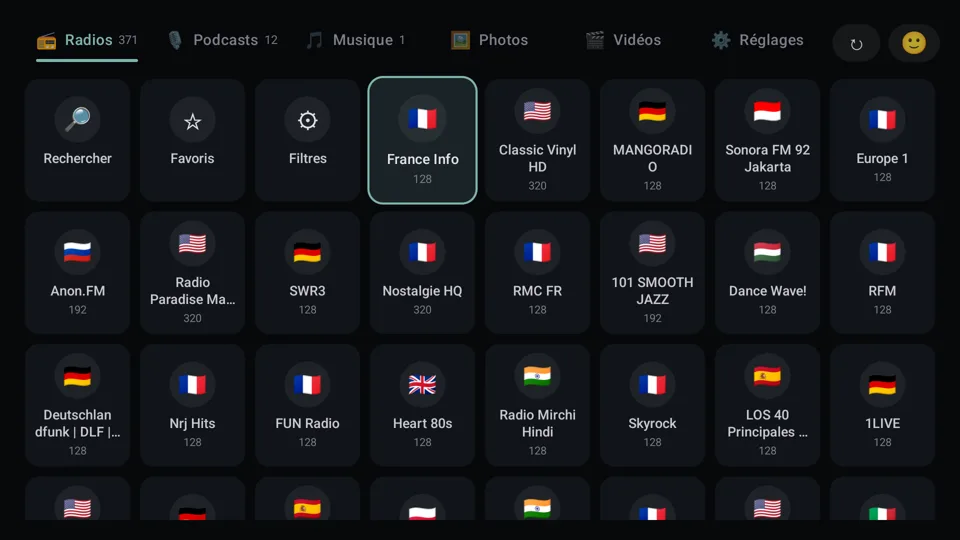 Radios 371
Podcasts 12
Musique 1
Photos
Vidéos
Réglages
Rechercher
Favoris
Filtres
France Info
128
Classic Vinyl
HD
320
MANGORADI
O
128
Sonora FM 92
Jakarta
128
Europe 1
128
Anon.FM
192
Radio
Paradise Ma...
320
SWR3
128
Nostalgie HQ
320
RMC FR
128
101 SMOOTH
JAZZ
192
Dance Wave!
128
RFM
128
Deutschlan
dfunk | DLF |...
128
Nrj Hits
128
FUN Radio
128
Heart 80s
128
Radio Mirchi
Hindi
128
Skyrock
128
LOS 40
Principales ...
128
1LIVE
128